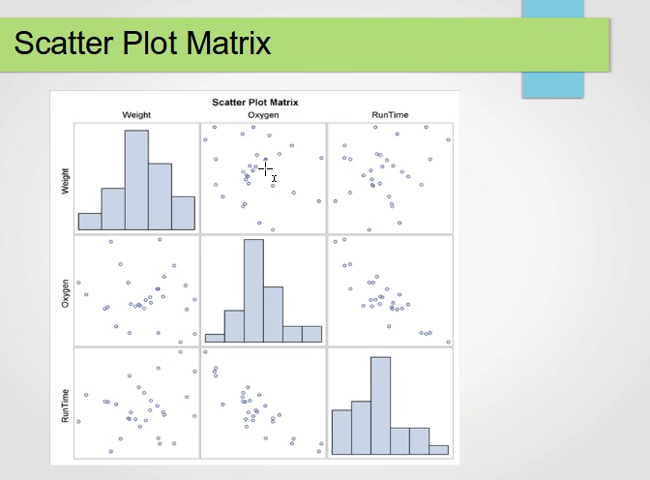 Scatter Plot Matrix
Scatter Plot Matrix
Weight Oxygen RunTime
Weight
Oxygen
RunTime